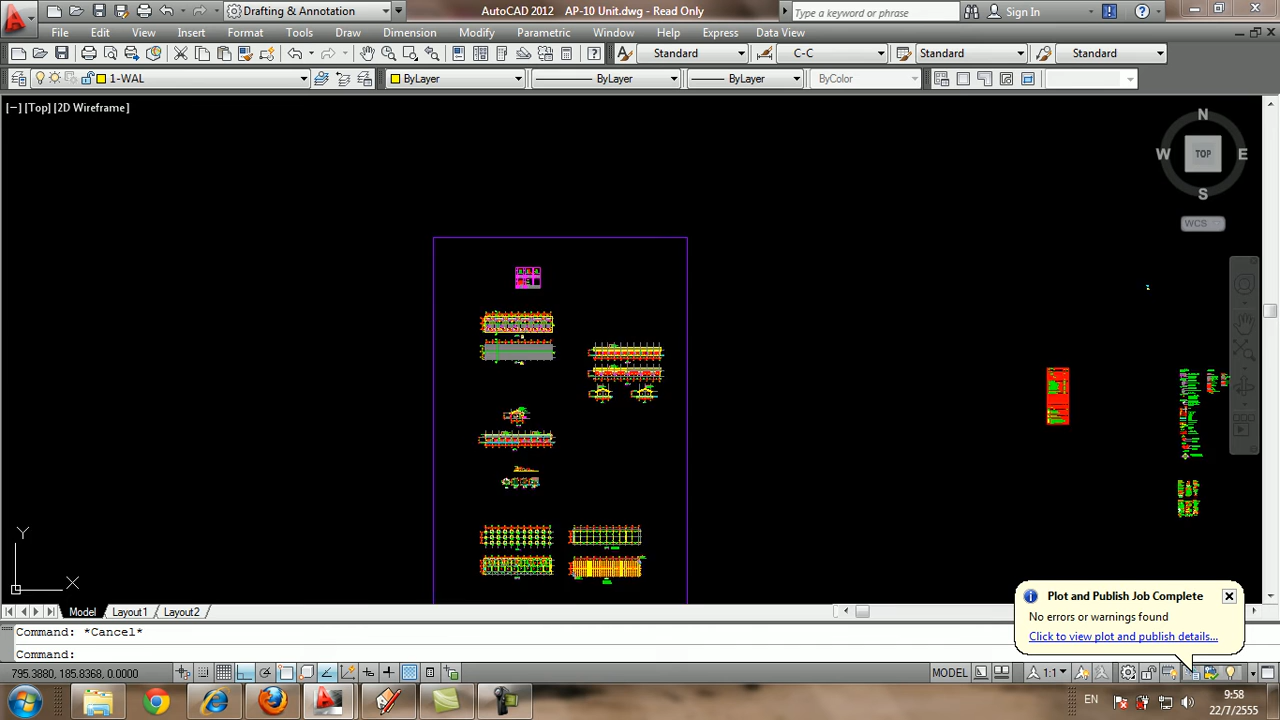 Drafting & Annotation
AutoCAD 2012 AP-10 Unit.dwg - Read Only
Type a keyword or phrase
Sign In
File Edit View Insert Format Tools Draw Dimension Modify Parametric Window Help Express Data View
Standard C-C Standard Standard
1-WAL ByLayer ByLayer ByLayer ByColor
[−] [Top] [2D Wireframe]
N
W TOP E
S
WCS
Y
X
Model Layout1 Layout2
Plot and Publish Job Complete
No errors or warnings found
Click to view plot and publish details...
Command: *Cancel*
Command:
795.3880, 185.8368, 0.0000
MODEL
1:1
EN
9:58
22/7/2555